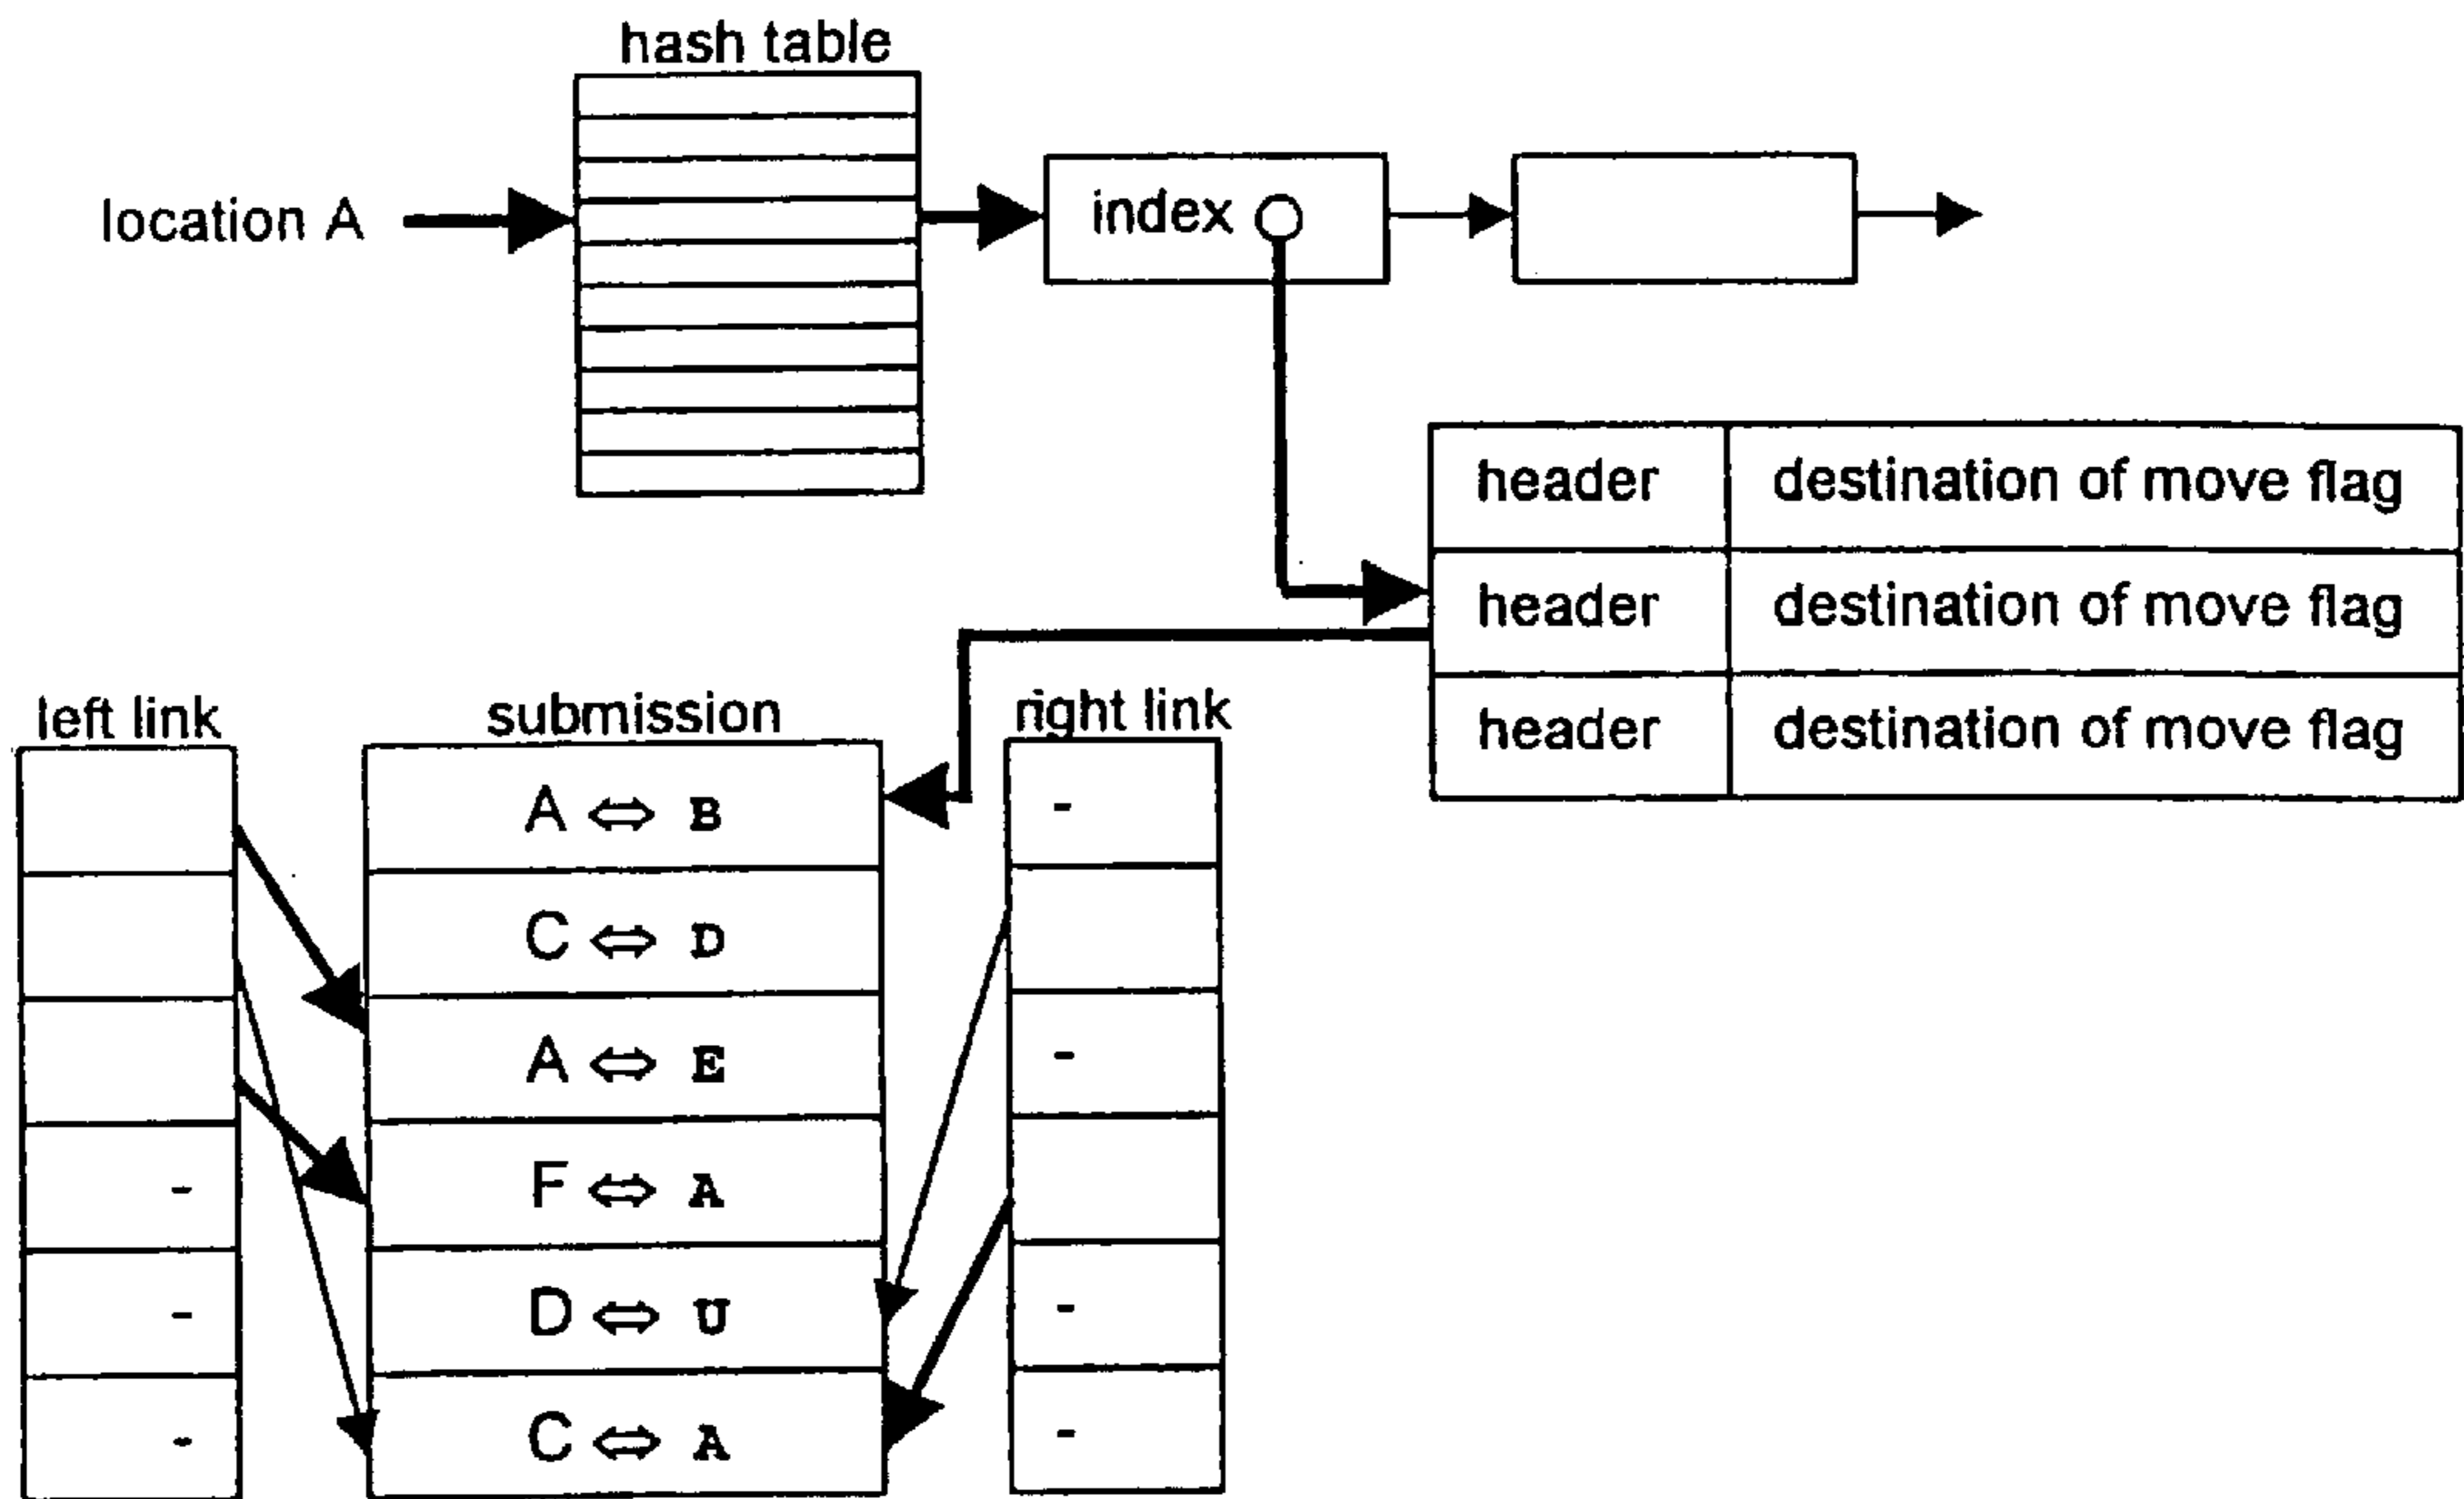 hash table
location A
index
header destination of move flag
header destination of move flag
header destination of move flag
left link
submission
right link
A ⇔ B
-
C ⇔ D
A ⇔ E
-
-
F ⇔ A
-
D ⇔ U
-
-
C ⇔ A
-